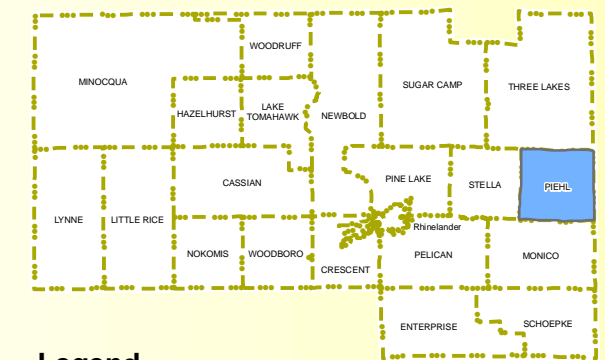 WOODRUFF
MINOCQUA
SUGAR CAMP
THREE LAKES
HAZELHURST
LAKE
TOMAHAWK
NEWBOLD
CASSIAN
PINE LAKE
STELLA
PIEHL
LYNNE
LITTLE RICE
Rhinelander
NOKOMIS
WOODBORO
CRESCENT
PELICAN
MONICO
ENTERPRISE
SCHOEPKE
Legend